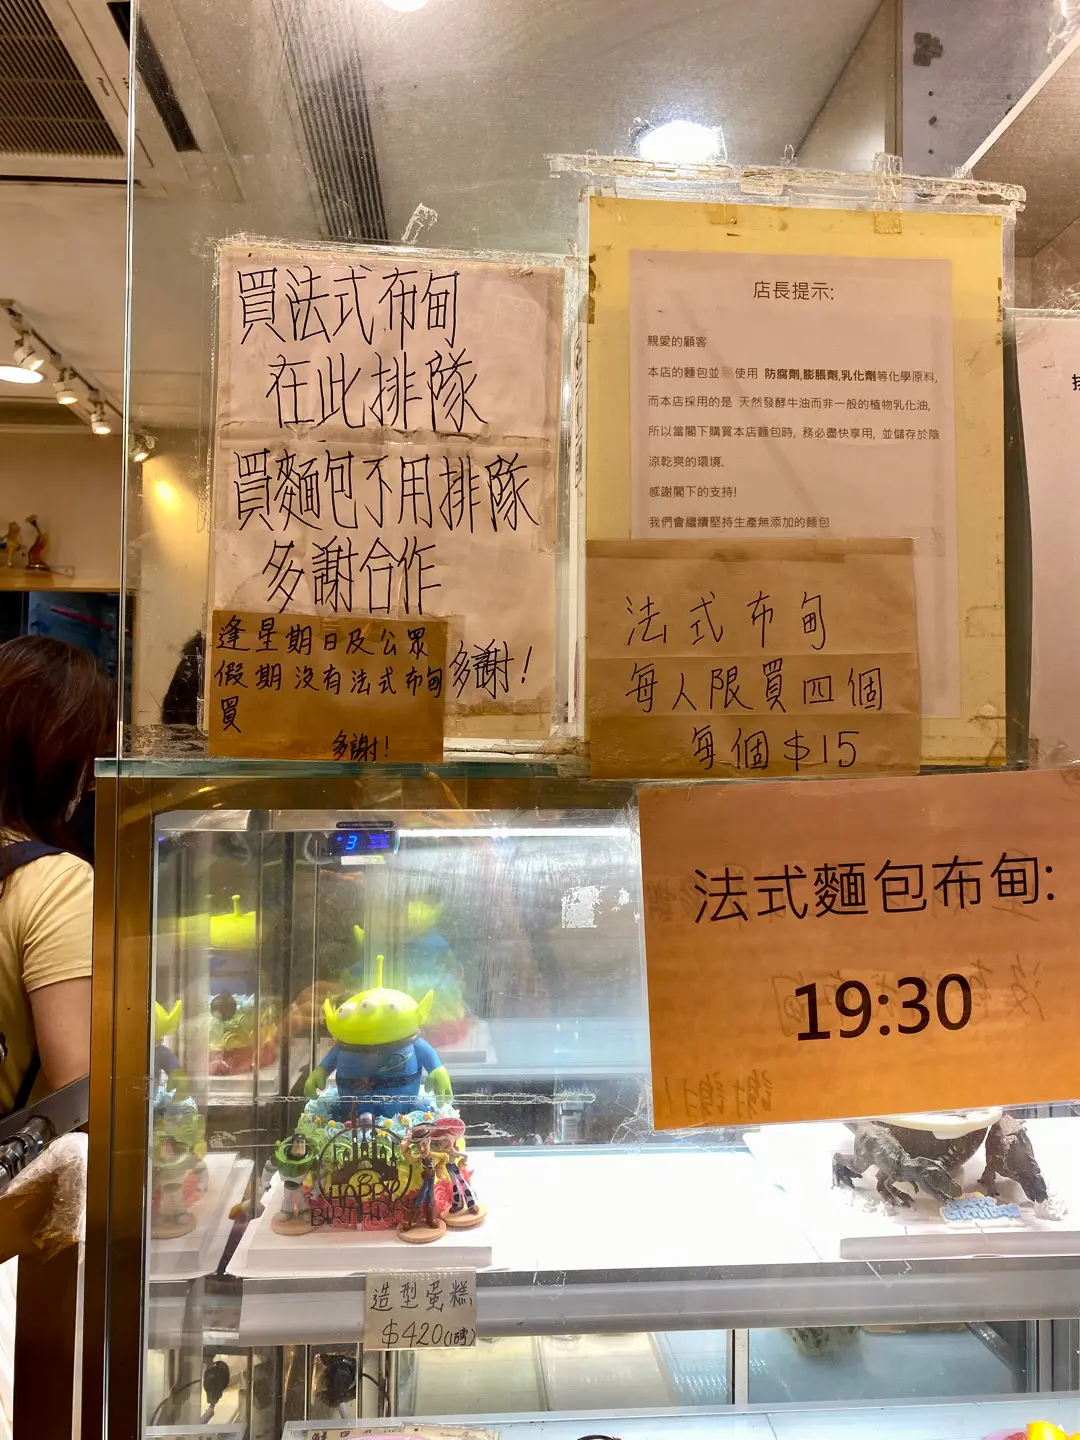 買法式布甸
在此排隊
買麵包不用排隊
多謝合作
逢星期日及公眾
假期沒有法式布甸
買
多謝!
多謝!
店長提示:
親愛的顧客
本店的麵包並 使用 防腐劑,膨脹劑,乳化劑等化學原料,
而本店採用的是 天然發酵牛油而非一般的植物乳化油,
所以當閣下購買本店麵包時, 務必盡快享用, 並儲存於陰
涼乾爽的環境.
感謝閣下的支持!
我們會繼續堅持生產無添加的麵包
法式布甸
每人限買四個
每個$15
法式麵包布甸:
19:30
3
HAPPY
BIRTHDAY
BIRTHDAY
造型蛋糕
$420(1磅)